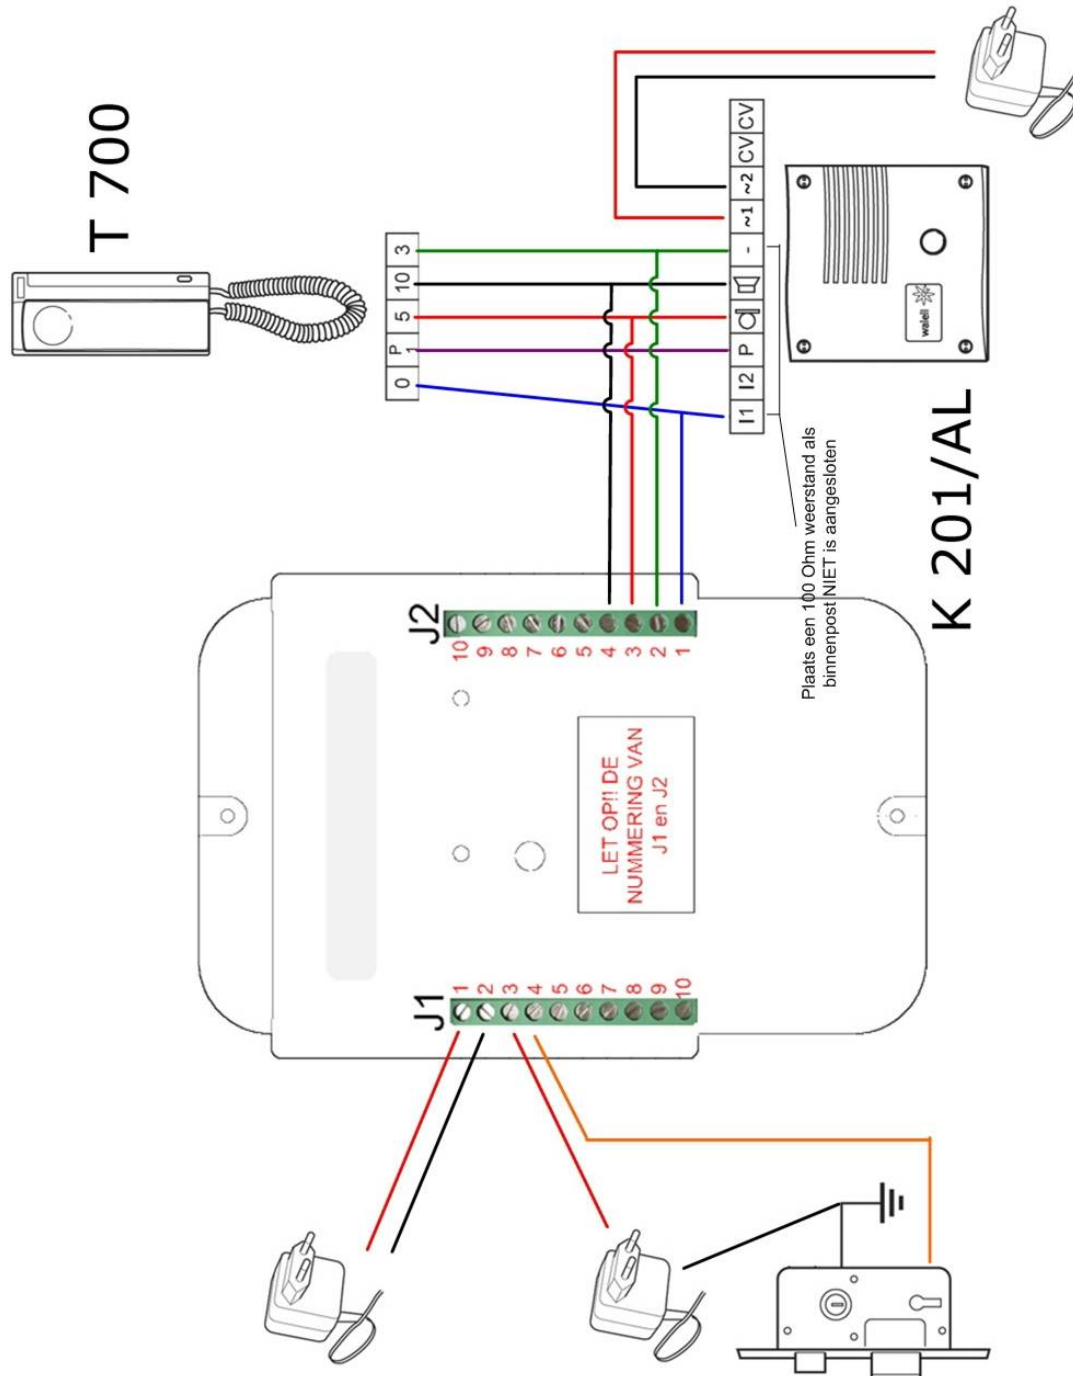 T 700
3
10
5
P 1
0
CV
CV
~2
~1
-
P
I2
I1
walell
K 201/AL
Plaats een 100 Ohm weerstand als
binnenpost NIET is aangesloten
J2
10
9
8
7
6
5
4
3
2
1
LET OP!! DE
NUMMERING VAN
J1 en J2
J1
1
2
3
4
5
6
7
8
9
10